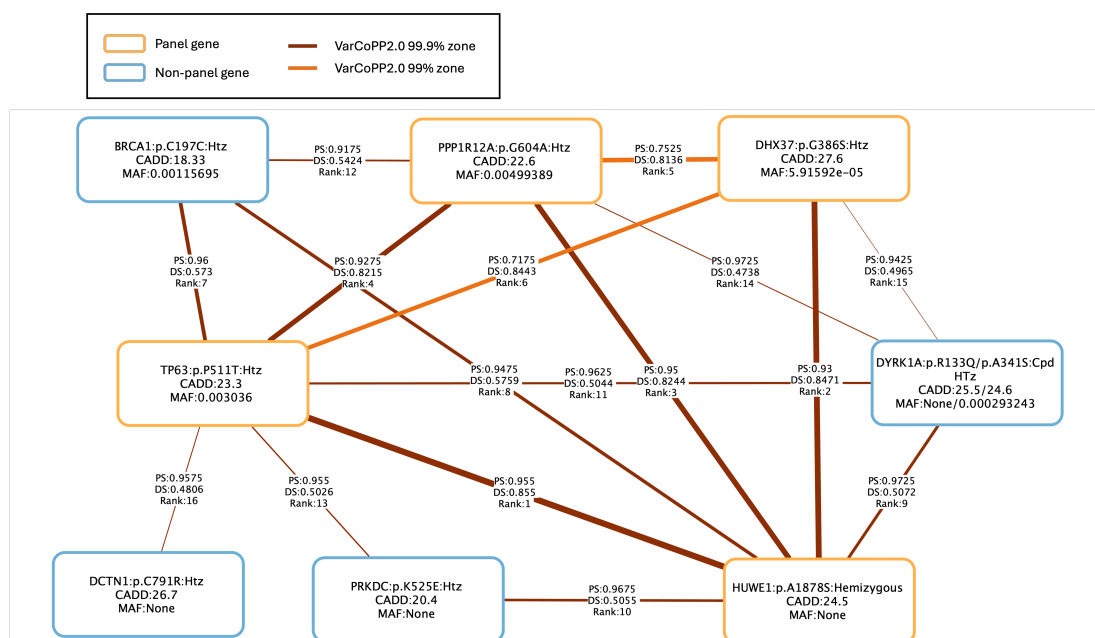 Panel gene
VarCoPP2.0 99.9% zone
Non-panel gene
VarCoPP2.0 99% zone
BRCA1:p.C197C:Htz
CADD:18.33
MAF:0.00115695
PS:0.9175
DS:0.5424
Rank:12
PPP1R12A:p.G604A:Htz
CADD:22.6
MAF:0.00499389
PS:0.7525
DS:0.8136
Rank:5
DHX37:p.G386S:Htz
CADD:27.6
MAF:5.91592e−05
PS:0.96
DS:0.573
Rank:7
PS:0.9275
DS:0.8215
Rank:4
PS:0.7175
DS:0.8443
Rank:6
PS:0.9725
DS:0.4738
Rank:14
PS:0.9425
DS:0.4965
Rank:15
TP63:p.P511T:Htz
CADD:23.3
MAF:0.003036
PS:0.9475
DS:0.5759
Rank:8
PS:0.9625
DS:0.5044
Rank:11
PS:0.95
DS:0.8244
Rank:3
PS:0.93
DS:0.8471
Rank:2
DYRK1A:p.R133Q/p.A341S:Cpd
HTz
CADD:25.5/24.6
MAF:None/0.000293243
PS:0.9575
DS:0.4806
Rank:16
PS:0.955
DS:0.5026
Rank:13
PS:0.955
DS:0.855
Rank:1
PS:0.9725
DS:0.5072
Rank:9
DCTN1:p.C791R:Htz
CADD:26.7
MAF:None
PRKDC:p.K525E:Htz
CADD:20.4
MAF:None
PS:0.9675
DS:0.5055
Rank:10
HUWE1:p.A1878S:Hemizygous
CADD:24.5
MAF:None